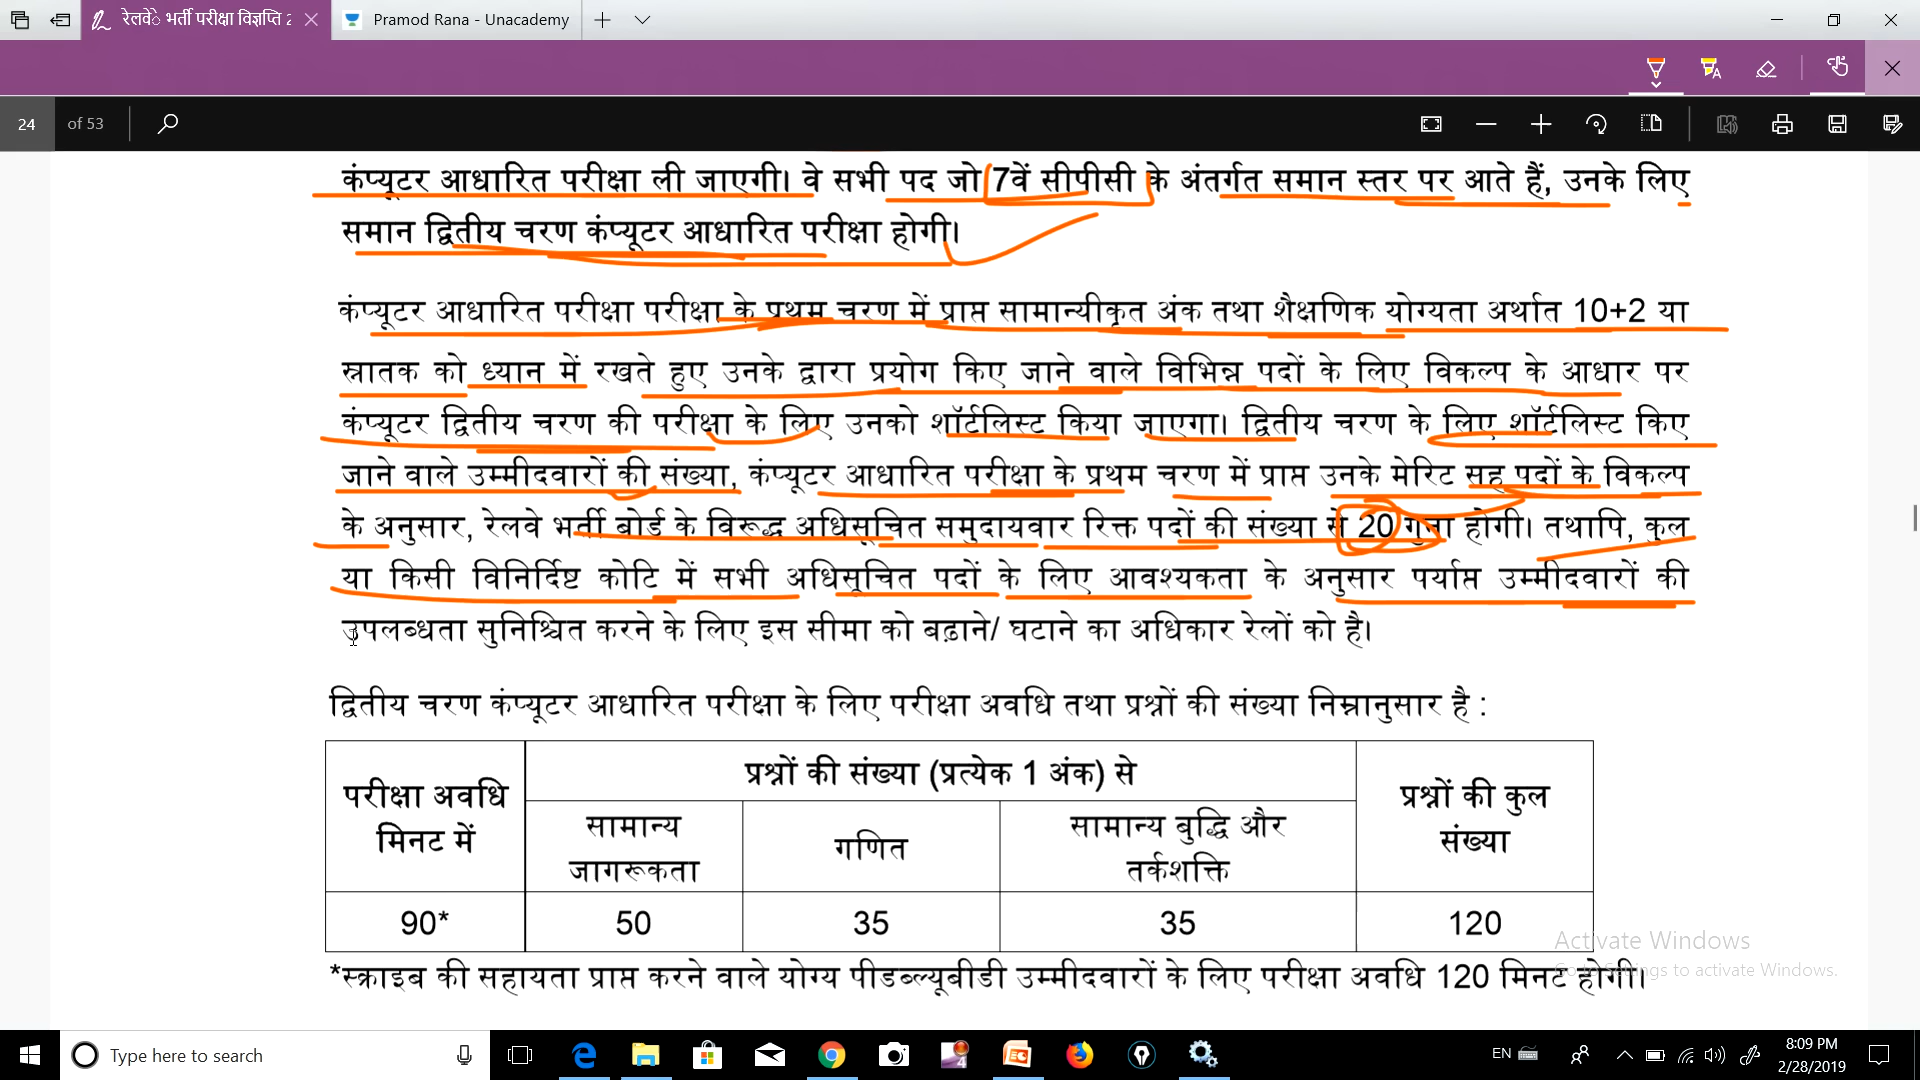 रेलवे भर्ती परीक्षा विज्ञप्ति 2
Pramod Rana - Unacademy
24 of 53
कंप्यूटर आधारित परीक्षा ली जाएगी। वे सभी पद जो 7वें सीपीसी के अंतर्गत समान स्तर पर आते हैं, उनके लिए
समान द्वितीय चरण कंप्यूटर आधारित परीक्षा होगी।
कंप्यूटर आधारित परीक्षा परीक्षा के प्रथम चरण में प्राप्त सामान्यीकृत अंक तथा शैक्षणिक योग्यता अर्थात 10+2 या
स्नातक को ध्यान में रखते हुए उनके द्वारा प्रयोग किए जाने वाले विभिन्न पदों के लिए विकल्प के आधार पर
कंप्यूटर द्वितीय चरण की परीक्षा के लिए उनको शॉर्टलिस्ट किया जाएगा। द्वितीय चरण के लिए शॉर्टलिस्ट किए
जाने वाले उम्मीदवारों की संख्या, कंप्यूटर आधारित परीक्षा के प्रथम चरण में प्राप्त उनके मेरिट सह पदों के विकल्प
के अनुसार, रेलवे भर्ती बोर्ड के विरूद्ध अधिसूचित समुदायवार रिक्त पदों की संख्या से 20 गुना होगी। तथापि, कुल
या किसी विनिर्दिष्ट कोटि में सभी अधिसूचित पदों के लिए आवश्यकता के अनुसार पर्याप्त उम्मीदवारों की
उपलब्धता सुनिश्चित करने के लिए इस सीमा को बढ़ाने/ घटाने का अधिकार रेलों को है।
द्वितीय चरण कंप्यूटर आधारित परीक्षा के लिए परीक्षा अवधि तथा प्रश्नों की संख्या निम्नानुसार है :
परीक्षा अवधि
मिनट में
प्रश्नों की संख्या (प्रत्येक 1 अंक) से
प्रश्नों की कुल
संख्या
सामान्य
जागरूकता
गणित
सामान्य बुद्धि और
तर्कशक्ति
90* 50 35 35 120
*स्क्राइब की सहायता प्राप्त करने वाले योग्य पीडब्ल्यूबीडी उम्मीदवारों के लिए परीक्षा अवधि 120 मिनट होगी।
Activate Windows
Go to Settings to activate Windows.
Type here to search
EN
8:09 PM
2/28/2019